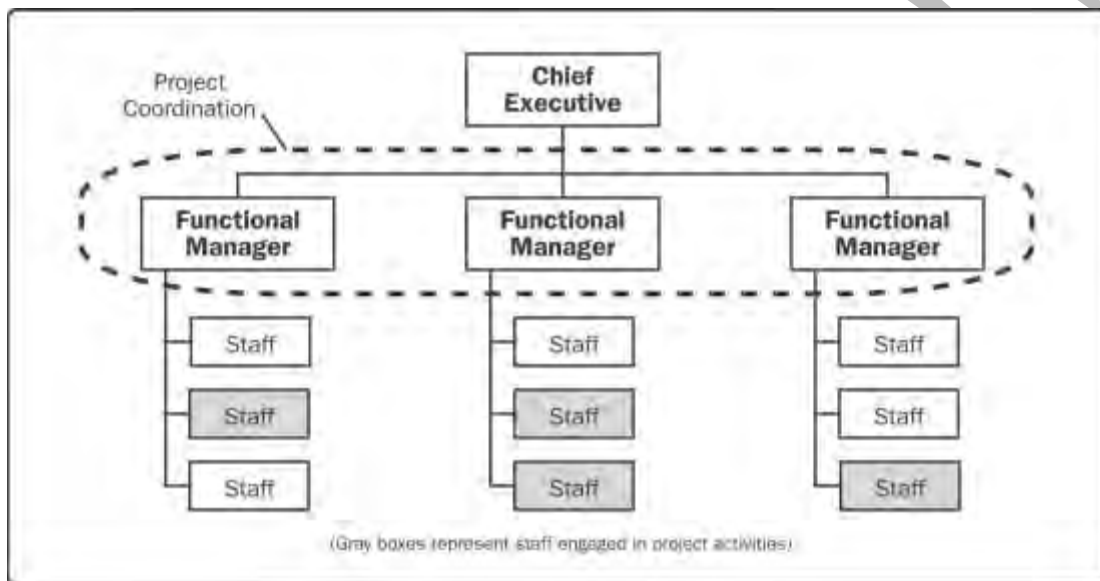 Chief
Executive
Project
Coordination
Functional
Manager
Functional
Manager
Functional
Manager
Staff
Staff
Staff
Staff
Staff
Staff
Staff
Staff
Staff
(Gray boxes represent staff engaged in project activities)